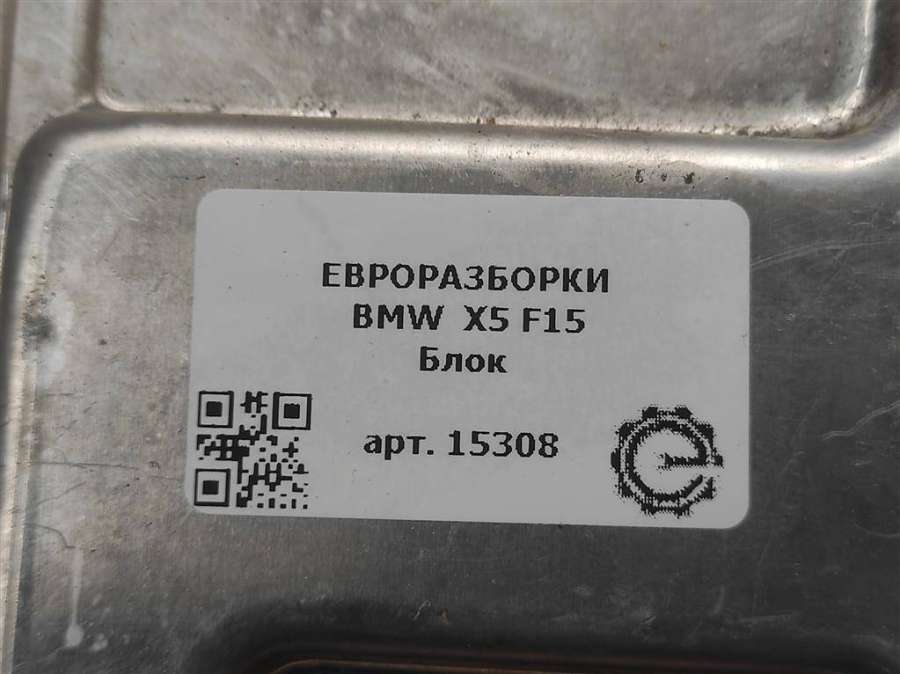 ЕВРОРАЗБОРКИ
BMW X5 F15
Блок
арт. 15308